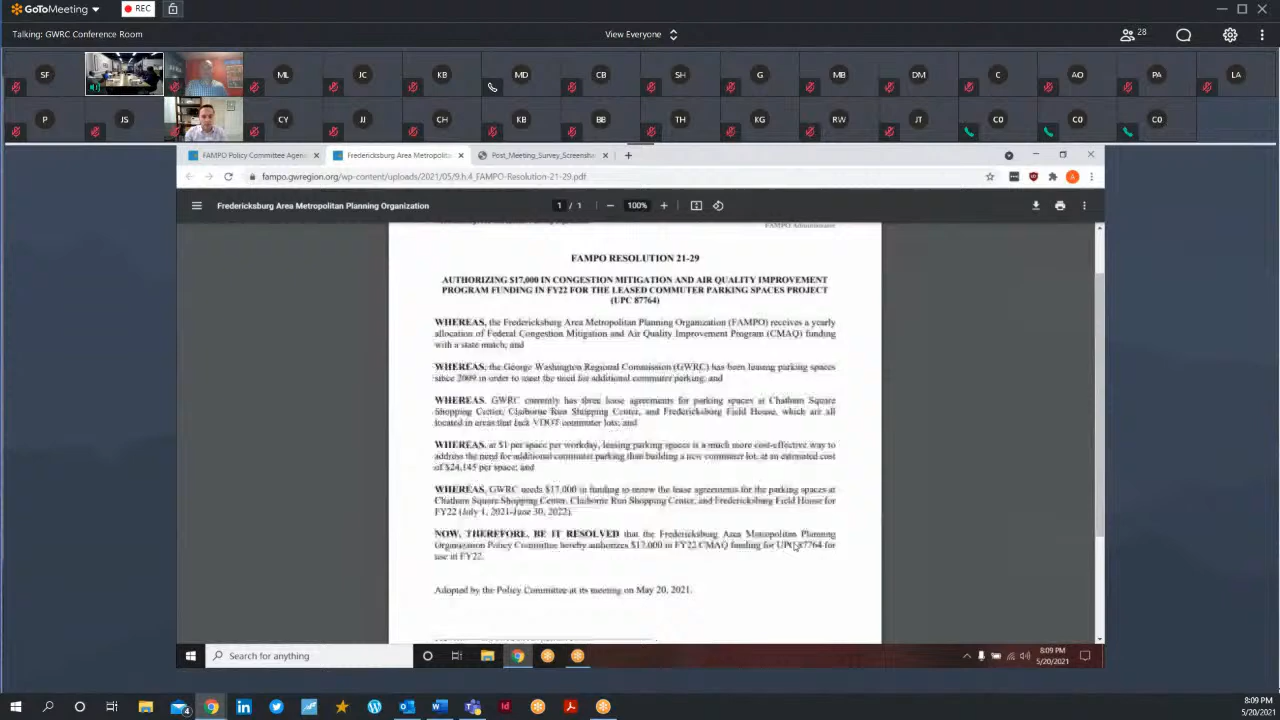 GoToMeeting
REC
Talking: GWRC Conference Room
View Everyone
28
SF ML JC KB MD CB SH G MB DM C AO PA LA
P JS CY JJ CH KB BB TH KG RW JT C0 C0 C0
FAMPO Policy Committee Agen
Fredericksburg Area Metropolita
Post_Meeting_Survey_Screensh
fampo.gwregion.org/wp-content/uploads/2021/05/9.h.4_FAMPO-Resolution-21-29.pdf
Fredericksburg Area Metropolitan Planning Organization
1 / 1
100%
FAMPO Administrator
FAMPO RESOLUTION 21-29
AUTHORIZING $17,000 IN CONGESTION MITIGATION AND AIR QUALITY IMPROVEMENT
PROGRAM FUNDING IN FY22 FOR THE LEASED COMMUTER PARKING SPACES PROJECT
(UPC 87764)
WHEREAS, the Fredericksburg Area Metropolitan Planning Organization (FAMPO) receives a yearly
allocation of Federal Congestion Mitigation and Air Quality Improvement Program (CMAQ) funding
with a state match; and
WHEREAS, the George Washington Regional Commission (GWRC) has been leasing parking spaces
since 2009 in order to meet the need for additional commuter parking; and
WHEREAS, GWRC currently has three lease agreements for parking spaces at Chatham Square
Shopping Center, Claiborne Run Shopping Center, and Fredericksburg Field House, which are all
located in areas that lack VDOT commuter lots; and
WHEREAS, at $1 per space per workday, leasing parking spaces is a much more cost-effective way to
address the need for additional commuter parking than building a new commuter lot, at an estimated cost
of $24,145 per space; and
WHEREAS, GWRC needs $17,000 in funding to renew the lease agreements for the parking spaces at
Chatham Square Shopping Center, Claiborne Run Shopping Center, and Fredericksburg Field House for
FY22 (July 1, 2021-June 30, 2022).
NOW, THEREFORE, BE IT RESOLVED that the Fredericksburg Area Metropolitan Planning
Organization Policy Committee hereby authorizes $17,000 in FY22 CMAQ funding for UPC 87764 for
use in FY22.
Adopted by the Policy Committee at its meeting on May 20, 2021.
Search for anything
8:09 PM
5/20/2021
8:09 PM
5/20/2021